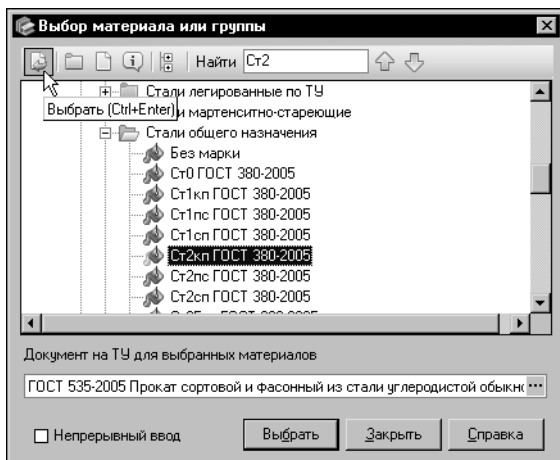 Выбор материала или группы
Найти Ст2
Стали легированные по ТУ
Выбрать (Ctrl+Enter)
и мартенситно-стареющие
Стали общего назначения
Без марки
Ст0 ГОСТ 380-2005
Ст1кп ГОСТ 380-2005
Ст1пс ГОСТ 380-2005
Ст1сп ГОСТ 380-2005
Ст2кп ГОСТ 380-2005
Ст2пс ГОСТ 380-2005
Ст2сп ГОСТ 380-2005
Документ на ТУ для выбранных материалов
ГОСТ 535-2005 Прокат сортовой и фасонный из стали углеродистой обыкн
Непрерывный ввод
Выбрать
Закрыть
Справка